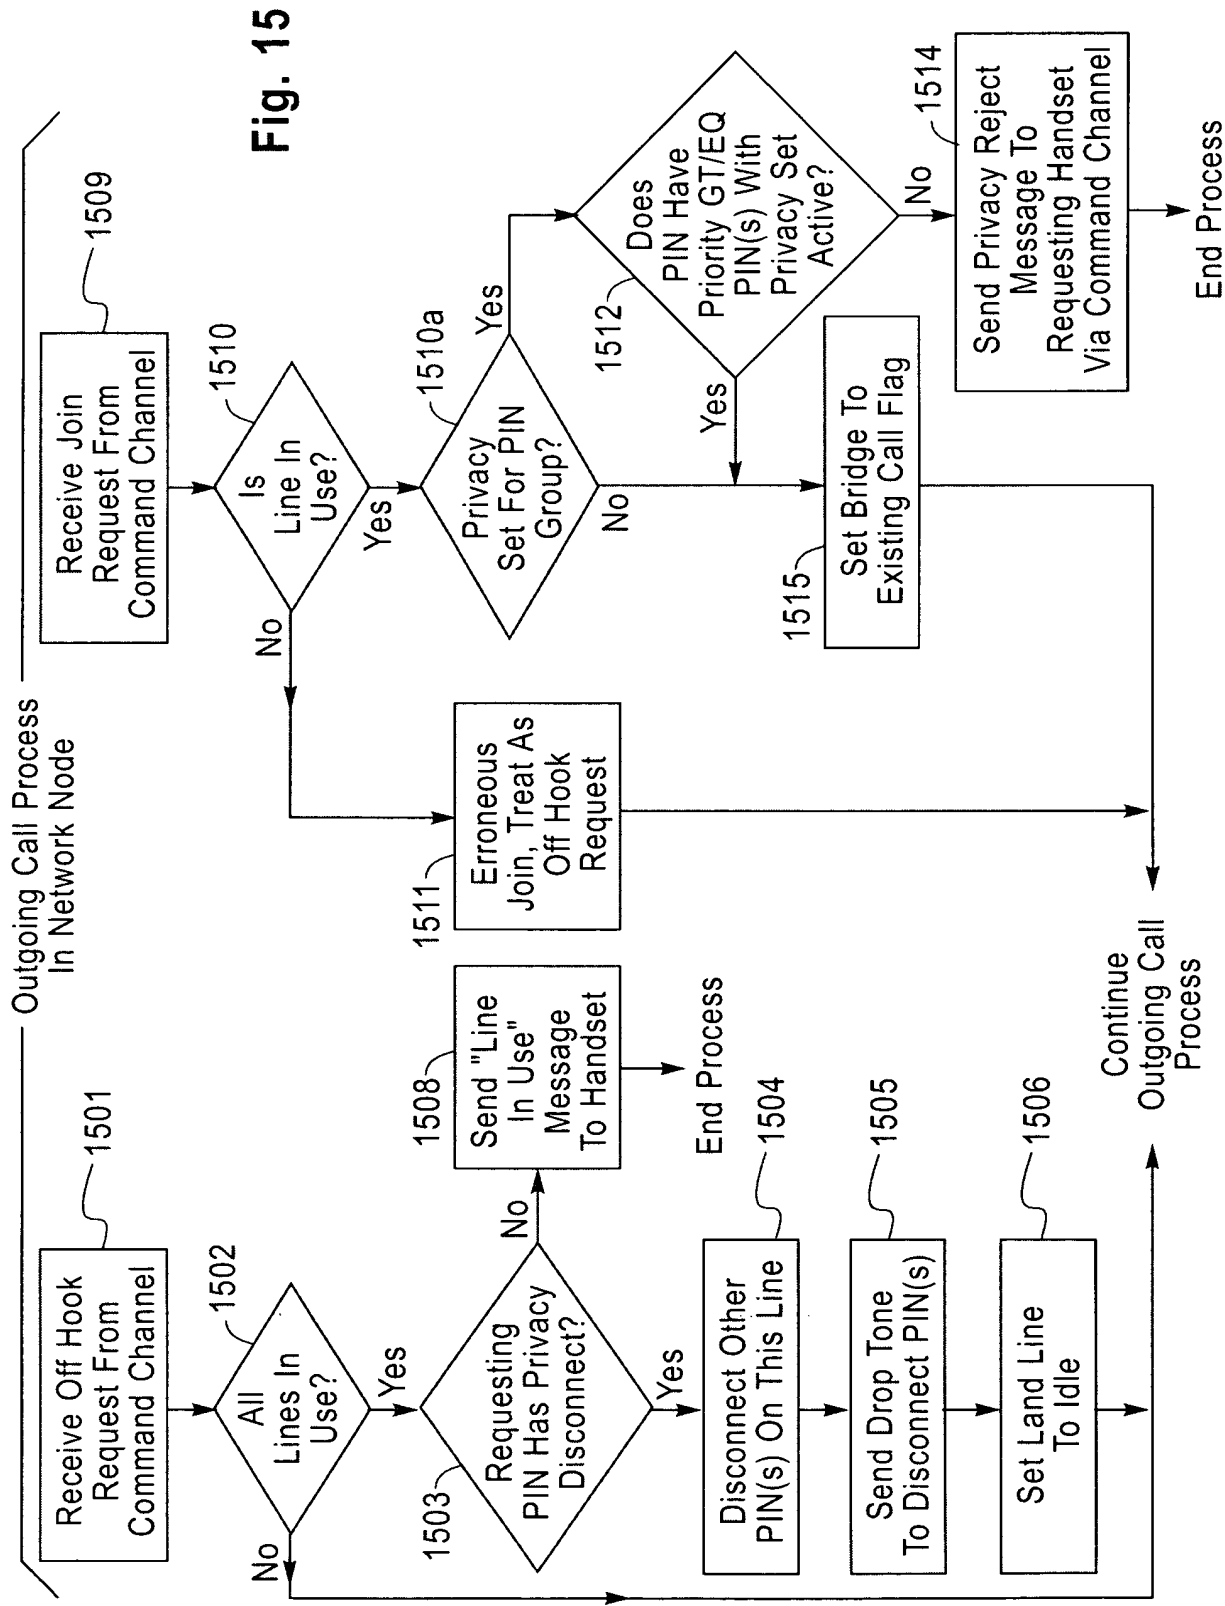 Outgoing Call Process
In Network Node
Fig. 15
Receive Off Hook
Request From
Command Channel
1501
All
Lines In
Use?
1502
No
Yes
Requesting
PIN Has Privacy
Disconnect?
1503
No
Yes
Send "Line
In Use"
Message
To Handset
1508
End Process
Disconnect Other
PIN(s) On This Line
1504
Send Drop Tone
To Disconnect PIN(s)
1505
Set Land Line
To Idle
1506
Receive Join
Request From
Command Channel
1509
Is
Line In
Use?
1510
No
Yes
Erroneous
Join, Treat As
Off Hook
Request
1511
Privacy
Set For PIN
Group?
1510a
Yes
No
Does
PIN Have
Priority GT/EQ
PIN(s) With
Privacy Set
Active?
1512
Yes
No
Set Bridge To
Existing Call Flag
1515
Send Privacy Reject
Message To
Requesting Handset
Via Command Channel
1514
End Process
Continue
Outgoing Call
Process